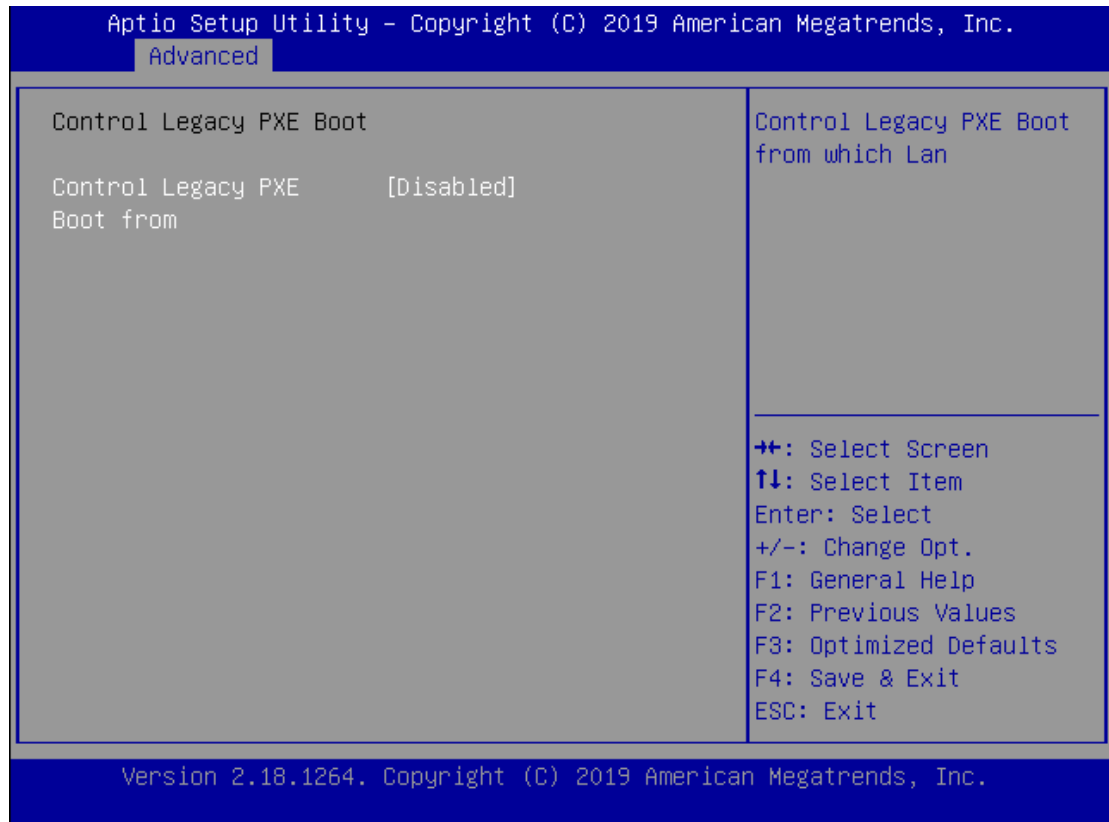 Aptio Setup Utility – Copyright (C) 2019 American Megatrends, Inc.
Advanced
Control Legacy PXE Boot
Control Legacy PXE [Disabled]
Boot from
Control Legacy PXE Boot
from which Lan
→←: Select Screen
↑↓: Select Item
Enter: Select
+/-: Change Opt.
F1: General Help
F2: Previous Values
F3: Optimized Defaults
F4: Save & Exit
ESC: Exit
Version 2.18.1264. Copyright (C) 2019 American Megatrends, Inc.